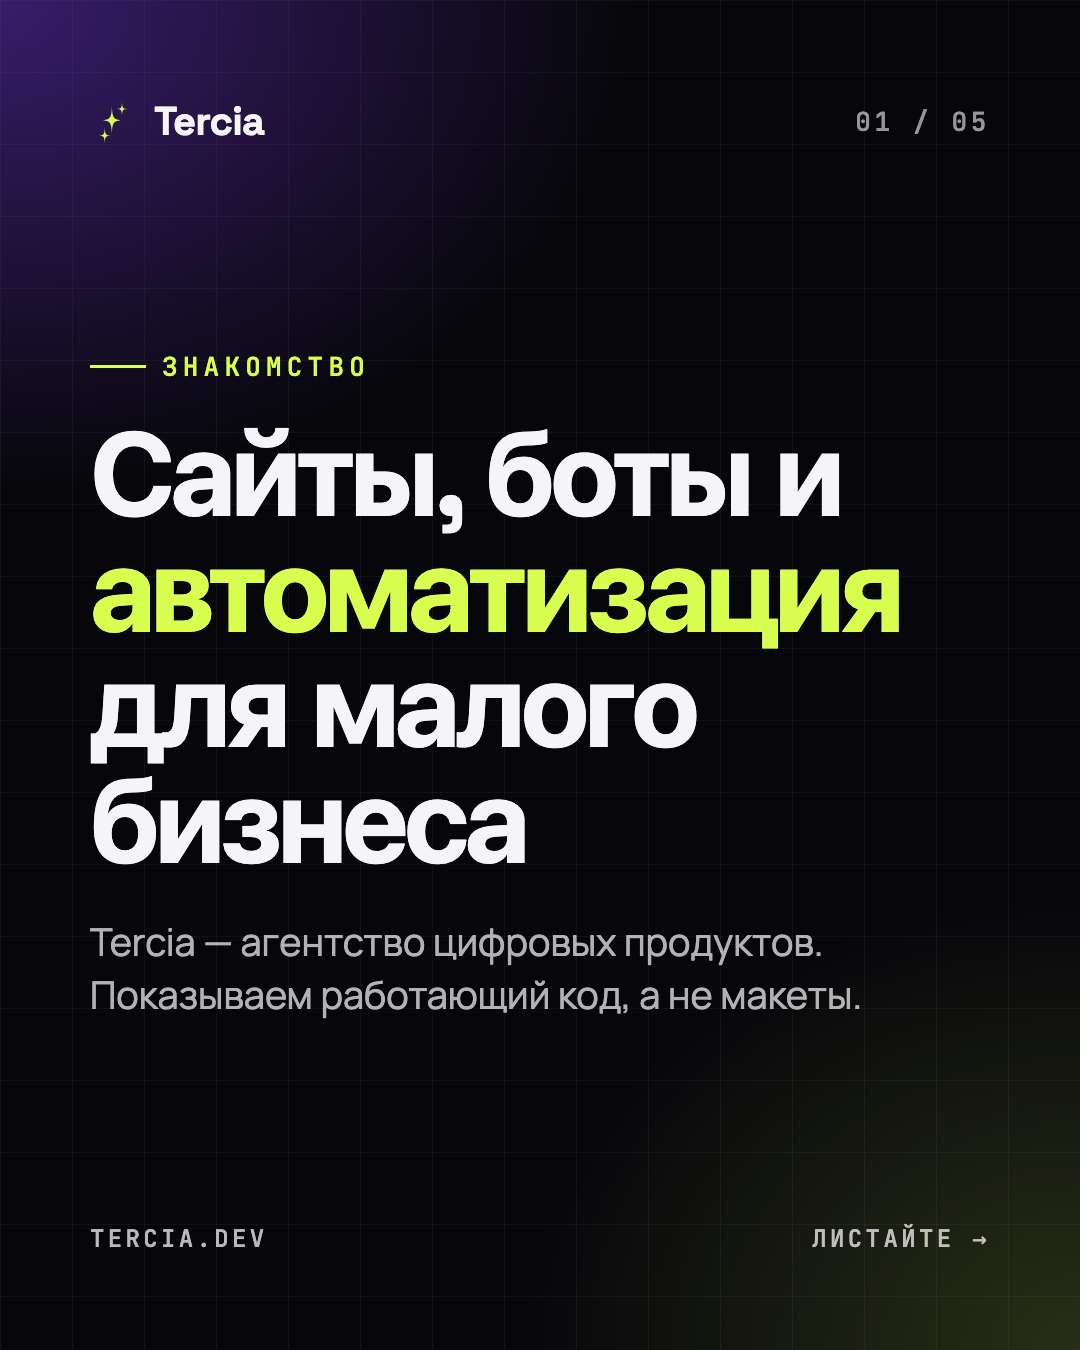 Tercia
01 / 05
ЗНАКОМСТВО
Сайты, боты и
автоматизация
для малого
бизнеса
Tercia — агентство цифровых продуктов.
Показываем работающий код, а не макеты.
TERCIA.DEV
ЛИСТАЙТЕ →